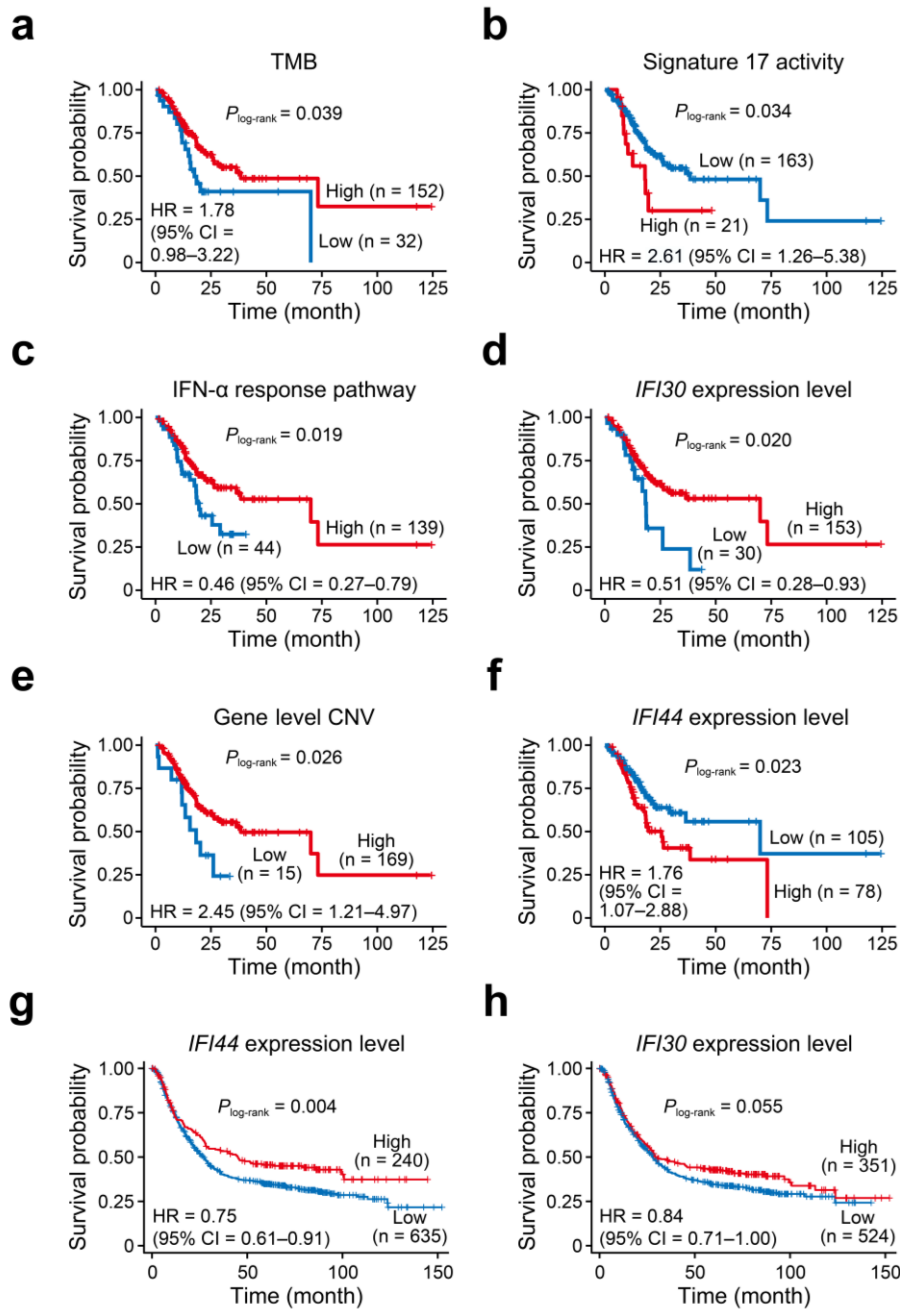 a
TMB
Survival probability
1.00
0.75
0.50
0.25
0
P log-rank = 0.039
High (n = 152)
HR = 1.78
(95% CI =
0.98–3.22)
Low (n = 32)
0 25 50 75 100 125
Time (month)
b
Signature 17 activity
Survival probability
1.00
0.75
0.50
0.25
0
P log-rank = 0.034
Low (n = 163)
High (n = 21)
HR = 2.61 (95% CI = 1.26–5.38)
0 25 50 75 100 125
Time (month)
c
IFN-α response pathway
Survival probability
1.00
0.75
0.50
0.25
0
P log-rank = 0.019
High (n = 139)
Low (n = 44)
HR = 0.46 (95% CI = 0.27–0.79)
0 25 50 75 100 125
Time (month)
d
IFI30 expression level
Survival probability
1.00
0.75
0.50
0.25
0
P log-rank = 0.020
High
(n = 153)
Low
(n = 30)
HR = 0.51 (95% CI = 0.28–0.93)
0 25 50 75 100 125
Time (month)
e
Gene level CNV
Survival probability
1.00
0.75
0.50
0.25
0
P log-rank = 0.026
Low
(n = 15)
High
(n = 169)
HR = 2.45 (95% CI = 1.21–4.97)
0 25 50 75 100 125
Time (month)
f
IFI44 expression level
Survival probability
1.00
0.75
0.50
0.25
0
P log-rank = 0.023
Low (n = 105)
HR = 1.76
(95% CI =
1.07–2.88)
High (n = 78)
0 25 50 75 100 125
Time (month)
g
IFI44 expression level
Survival probability
1.00
0.75
0.50
0.25
0
P log-rank = 0.004
High
(n = 240)
Low
(n = 635)
HR = 0.75
(95% CI = 0.61–0.91)
0 50 100 150
Time (month)
h
IFI30 expression level
Survival probability
1.00
0.75
0.50
0.25
0
P log-rank = 0.055
High
(n = 351)
Low
(n = 524)
HR = 0.84
(95% CI = 0.71–1.00)
0 50 100 150
Time (month)